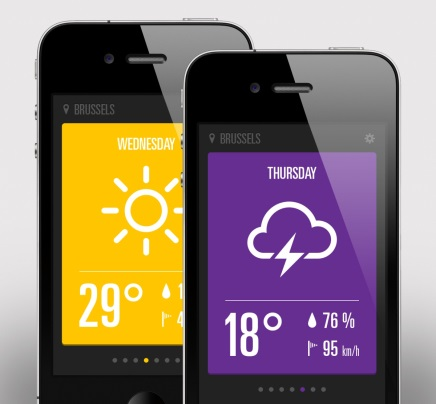 BRUSSELS
WEDNESDAY
29°
BRUSSELS
THURSDAY
18°
76 %
95 km/h